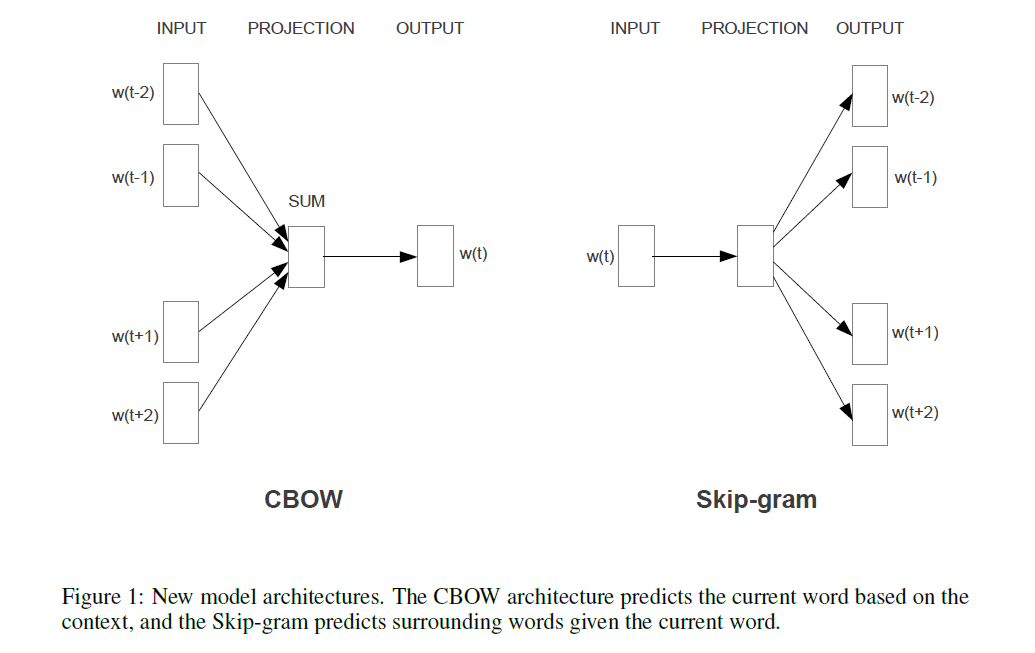 INPUT PROJECTION OUTPUT
w(t-2)
w(t-1)
SUM
w(t)
w(t+1)
w(t+2)
CBOW
INPUT PROJECTION OUTPUT
w(t-2)
w(t-1)
w(t)
w(t+1)
w(t+2)
Skip-gram
Figure 1: New model architectures. The CBOW architecture predicts the current word based on the
context, and the Skip-gram predicts surrounding words given the current word.